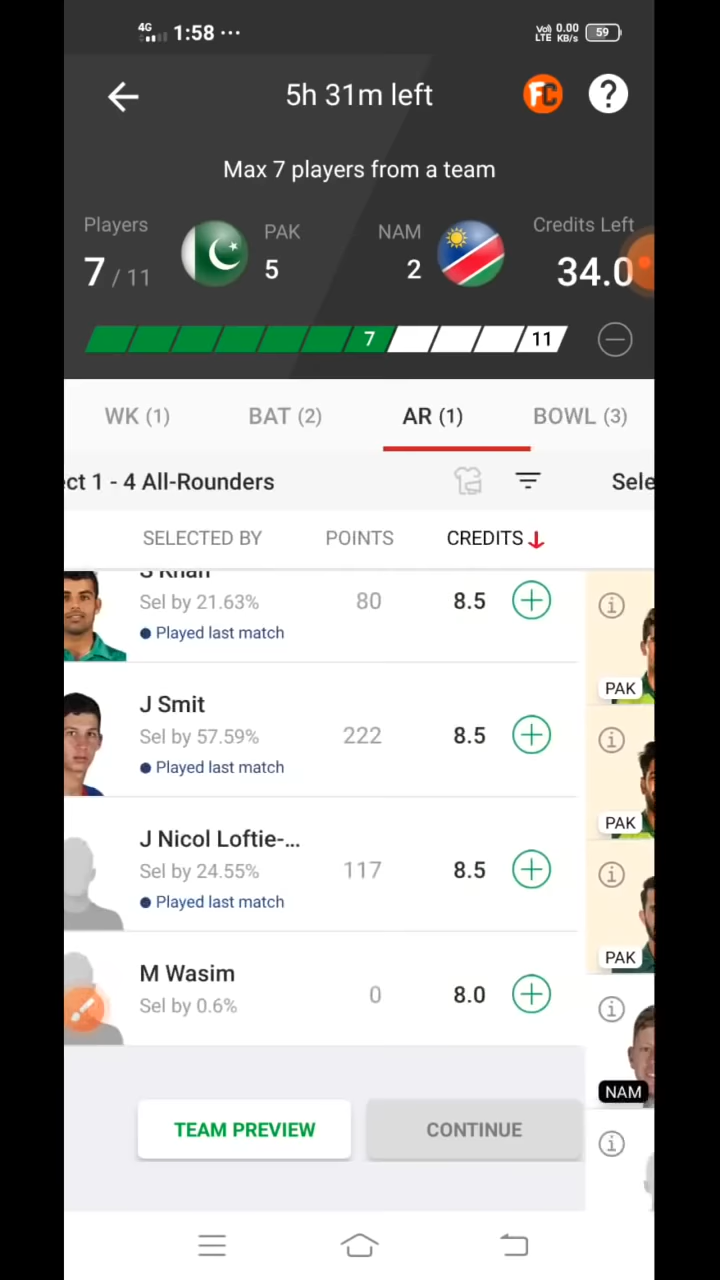 4G 1:58 ... Vo) LTE 0.00 KB/s 59
5h 31m left FC ?
Max 7 players from a team
Players PAK NAM Credits Left
7 / 11 5 2 34.0
7 11
WK (1) BAT (2) AR (1) BOWL (3)
ct 1 - 4 All-Rounders Sele
SELECTED BY POINTS CREDITS
S Khan
Sel by 21.63% 80 8.5
Played last match
PAK
J Smit
Sel by 57.59% 222 8.5
Played last match
PAK
J Nicol Loftie-...
Sel by 24.55% 117 8.5
Played last match
PAK
M Wasim
Sel by 0.6% 0 8.0
NAM
TEAM PREVIEW CONTINUE